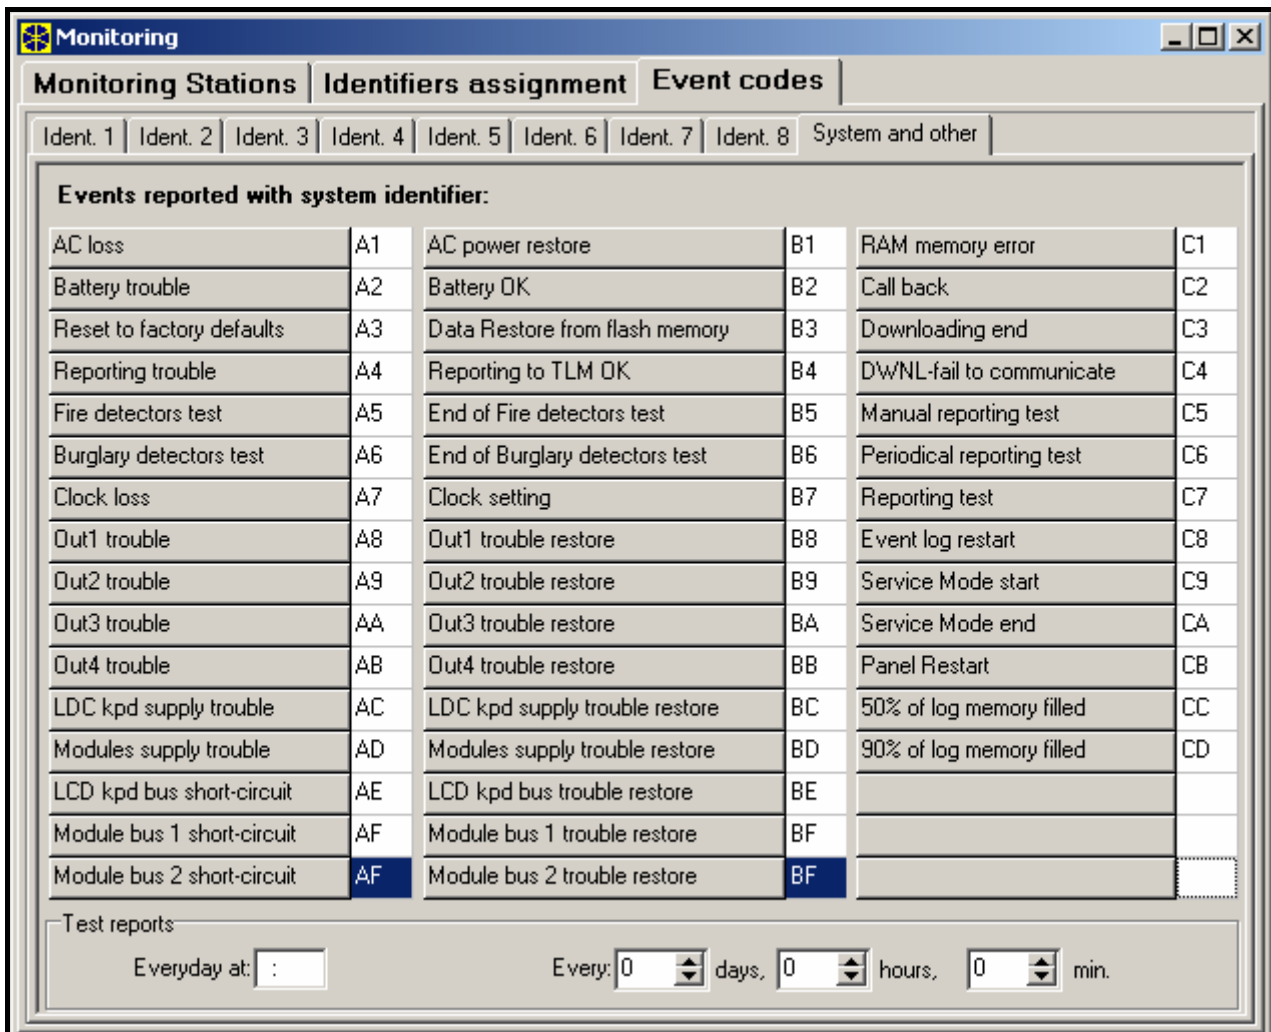 Monitoring
Monitoring Stations Identifiers assignment Event codes
Ident. 1 Ident. 2 Ident. 3 Ident. 4 Ident. 5 Ident. 6 Ident. 7 Ident. 8 System and other
Events reported with system identifier:
AC loss A1 AC power restore B1 RAM memory error C1
Battery trouble A2 Battery OK B2 Call back C2
Reset to factory defaults A3 Data Restore from flash memory B3 Downloading end C3
Reporting trouble A4 Reporting to TLM OK B4 DWNL-fail to communicate C4
Fire detectors test A5 End of Fire detectors test B5 Manual reporting test C5
Burglary detectors test A6 End of Burglary detectors test B6 Periodical reporting test C6
Clock loss A7 Clock setting B7 Reporting test C7
Out1 trouble A8 Out1 trouble restore B8 Event log restart C8
Out2 trouble A9 Out2 trouble restore B9 Service Mode start C9
Out3 trouble AA Out3 trouble restore BA Service Mode end CA
Out4 trouble AB Out4 trouble restore BB Panel Restart CB
LDC kpd supply trouble AC LDC kpd supply trouble restore BC 50% of log memory filled CC
Modules supply trouble AD Modules supply trouble restore BD 90% of log memory filled CD
LCD kpd bus short-circuit AE LCD kpd bus trouble restore BE
Module bus 1 short-circuit AF Module bus 1 trouble restore BF
Module bus 2 short-circuit AF Module bus 2 trouble restore BF
Test reports
Everyday at: : Every: 0 days, 0 hours, 0 min.